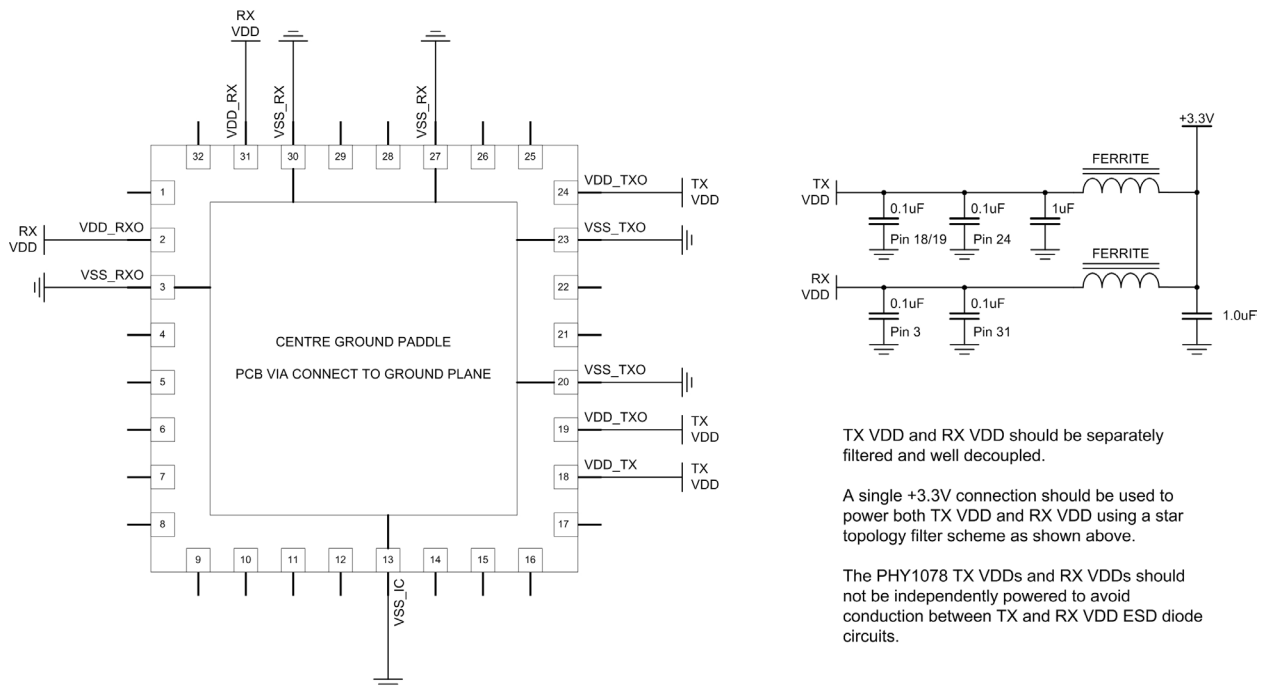 RX
VDD
VDD_RX
VSS_RX
VSS_RX
32
31
30
29
28
27
26
25
1
2
3
4
5
6
7
8
9
10
11
12
13
14
15
16
17
18
19
20
21
22
23
24
RX
VDD
VDD_RXO
VSS_RXO
VDD_TXO
TX
VDD
VSS_TXO
VSS_TXO
VDD_TXO
TX
VDD
VDD_TX
TX
VDD
CENTRE GROUND PADDLE
PCB VIA CONNECT TO GROUND PLANE
VSS_IC
+3.3V
FERRITE
TX
VDD
0.1uF
0.1uF
1uF
Pin 18/19
Pin 24
FERRITE
RX
VDD
0.1uF
0.1uF
1.0uF
Pin 3
Pin 31
TX VDD and RX VDD should be separately
filtered and well decoupled.
A single +3.3V connection should be used to
power both TX VDD and RX VDD using a star
topology filter scheme as shown above.
The PHY1078 TX VDDs and RX VDDs should
not be independently powered to avoid
conduction between TX and RX VDD ESD diode
circuits.